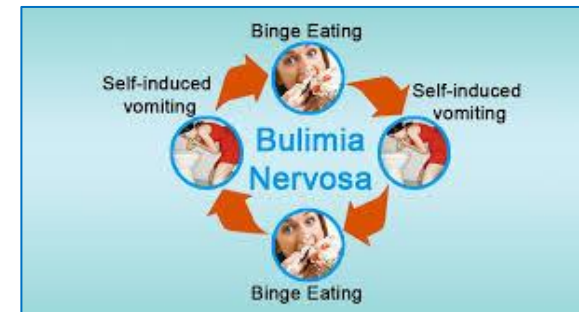 Binge Eating
Self-induced
vomiting
Self-induced
vomiting
Bulimia
Nervosa
Binge Eating